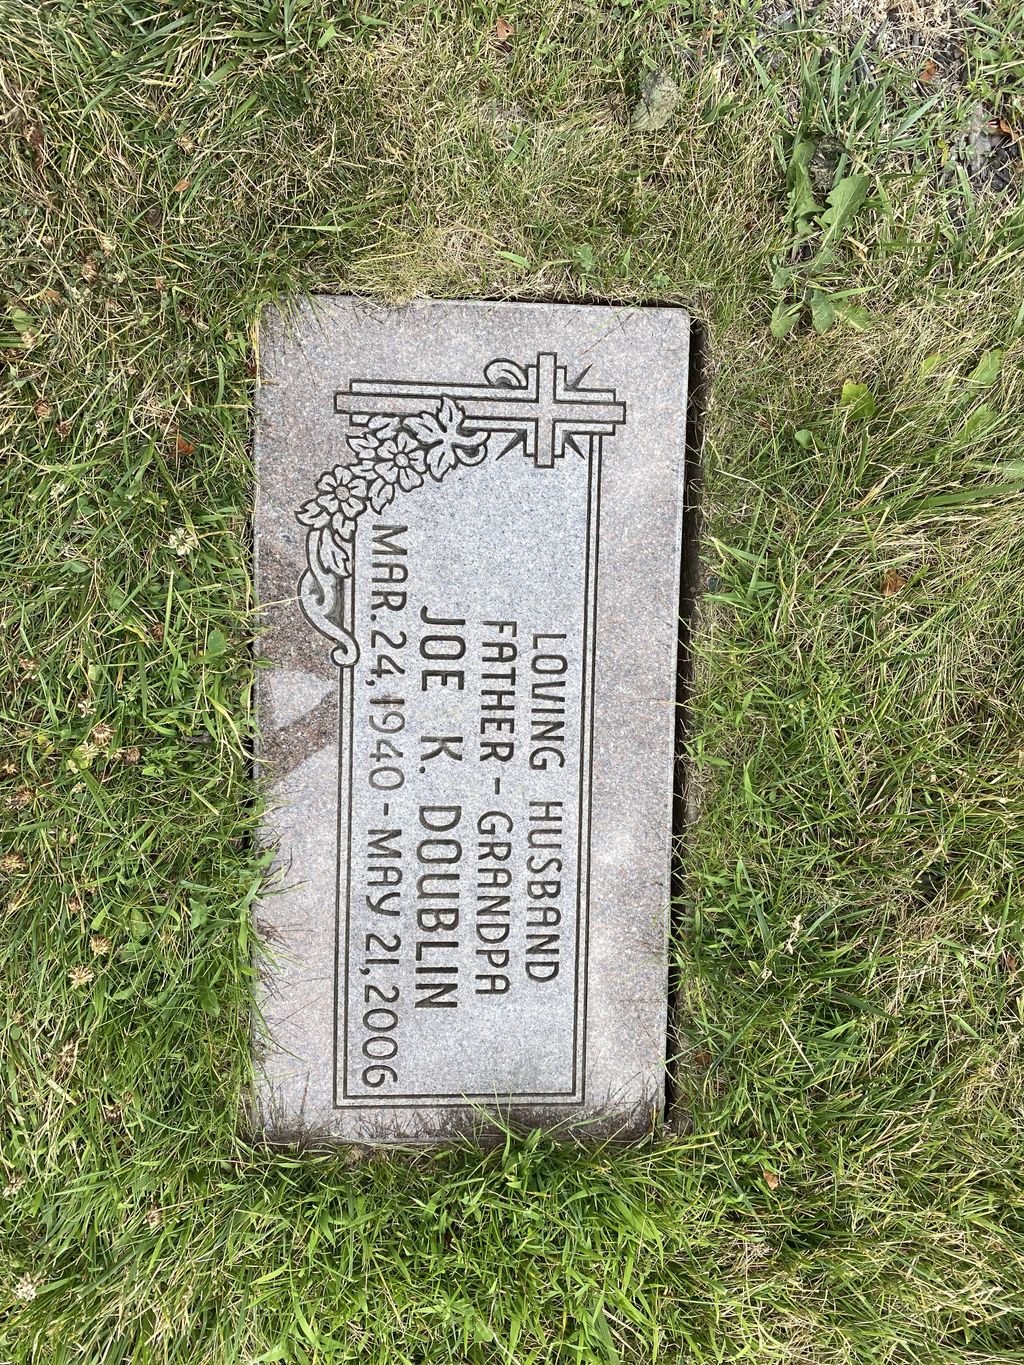 LOVING HUSBAND
FATHER - GRANDPA
JOE K. DOUBLIN
MAR. 24, 1940 - MAY 21, 2006